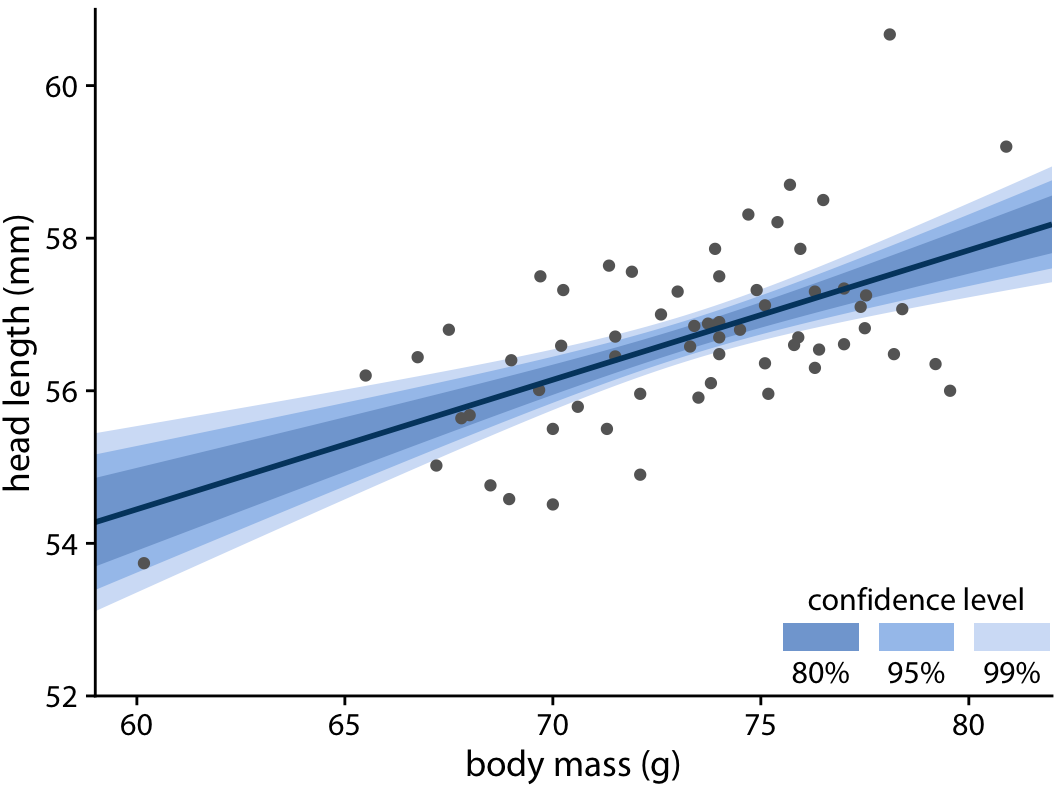 head length (mm)
60
58
56
54
52
confidence level
80% 95% 99%
60 65 70 75 80
body mass (g)